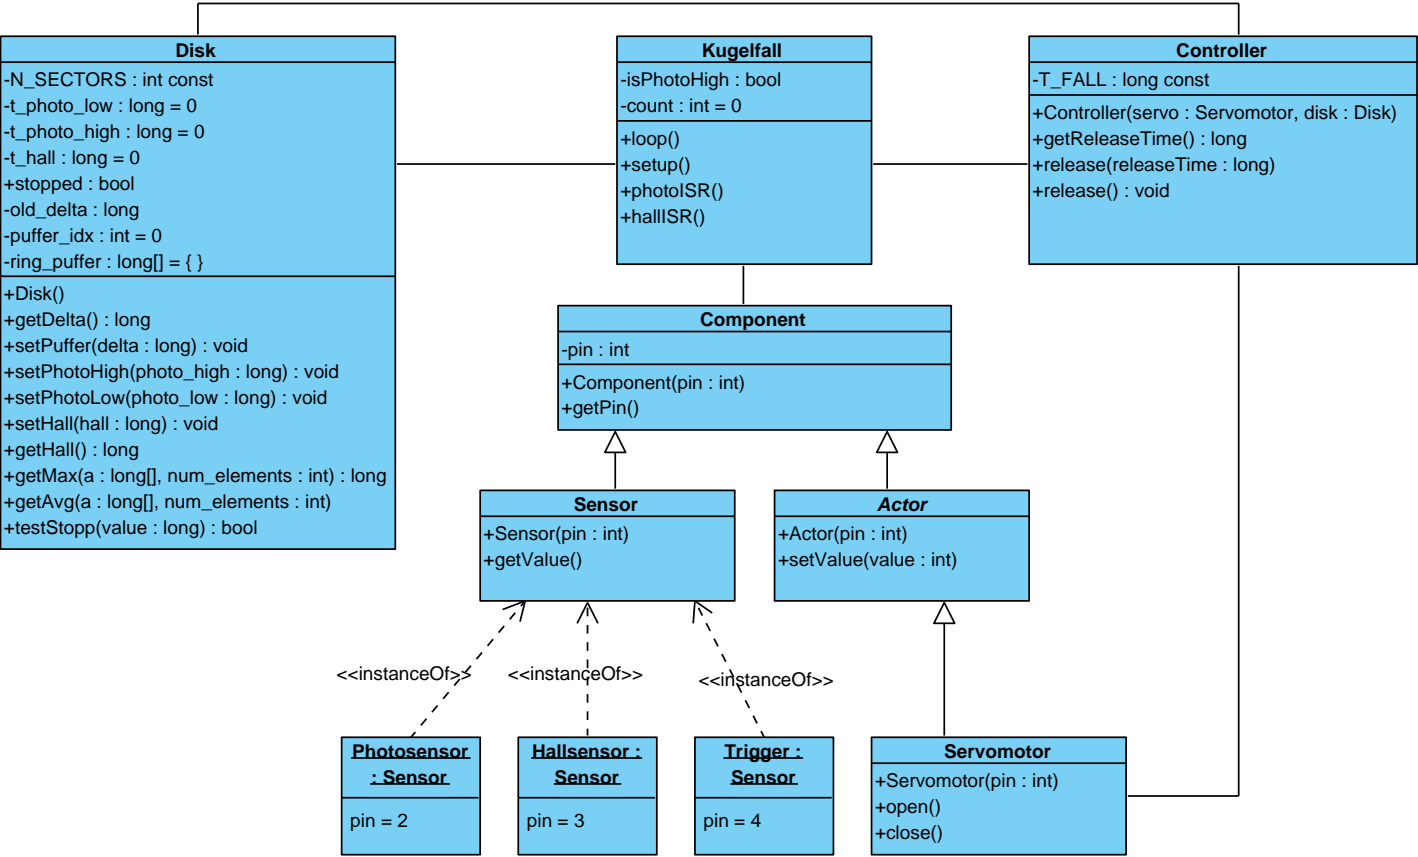 Disk
-N_SECTORS : int const
-t_photo_low : long = 0
-t_photo_high : long = 0
-t_hall : long = 0
+stopped : bool
-old_delta : long
-puffer_idx : int = 0
-ring_puffer : long[] = { }
+Disk()
+getDelta() : long
+setPuffer(delta : long) : void
+setPhotoHigh(photo_high : long) : void
+setPhotoLow(photo_low : long) : void
+setHall(hall : long) : void
+getHall() : long
+getMax(a : long[], num_elements : int) : long
+getAvg(a : long[], num_elements : int)
+testStopp(value : long) : bool
Kugelfall
-isPhotoHigh : bool
-count : int = 0
+loop()
+setup()
+photoISR()
+hallISR()
Controller
-T_FALL : long const
+Controller(servo : Servomotor, disk : Disk)
+getReleaseTime() : long
+release(releaseTime : long)
+release() : void
Component
-pin : int
+Component(pin : int)
+getPin()
Sensor
+Sensor(pin : int)
+getValue()
Actor
+Actor(pin : int)
+setValue(value : int)
<<instanceOf>>
<<instanceOf>>
<<instanceOf>>
Photosensor
: Sensor
pin = 2
Hallsensor :
Sensor
pin = 3
Trigger :
Sensor
pin = 4
Servomotor
+Servomotor(pin : int)
+open()
+close()